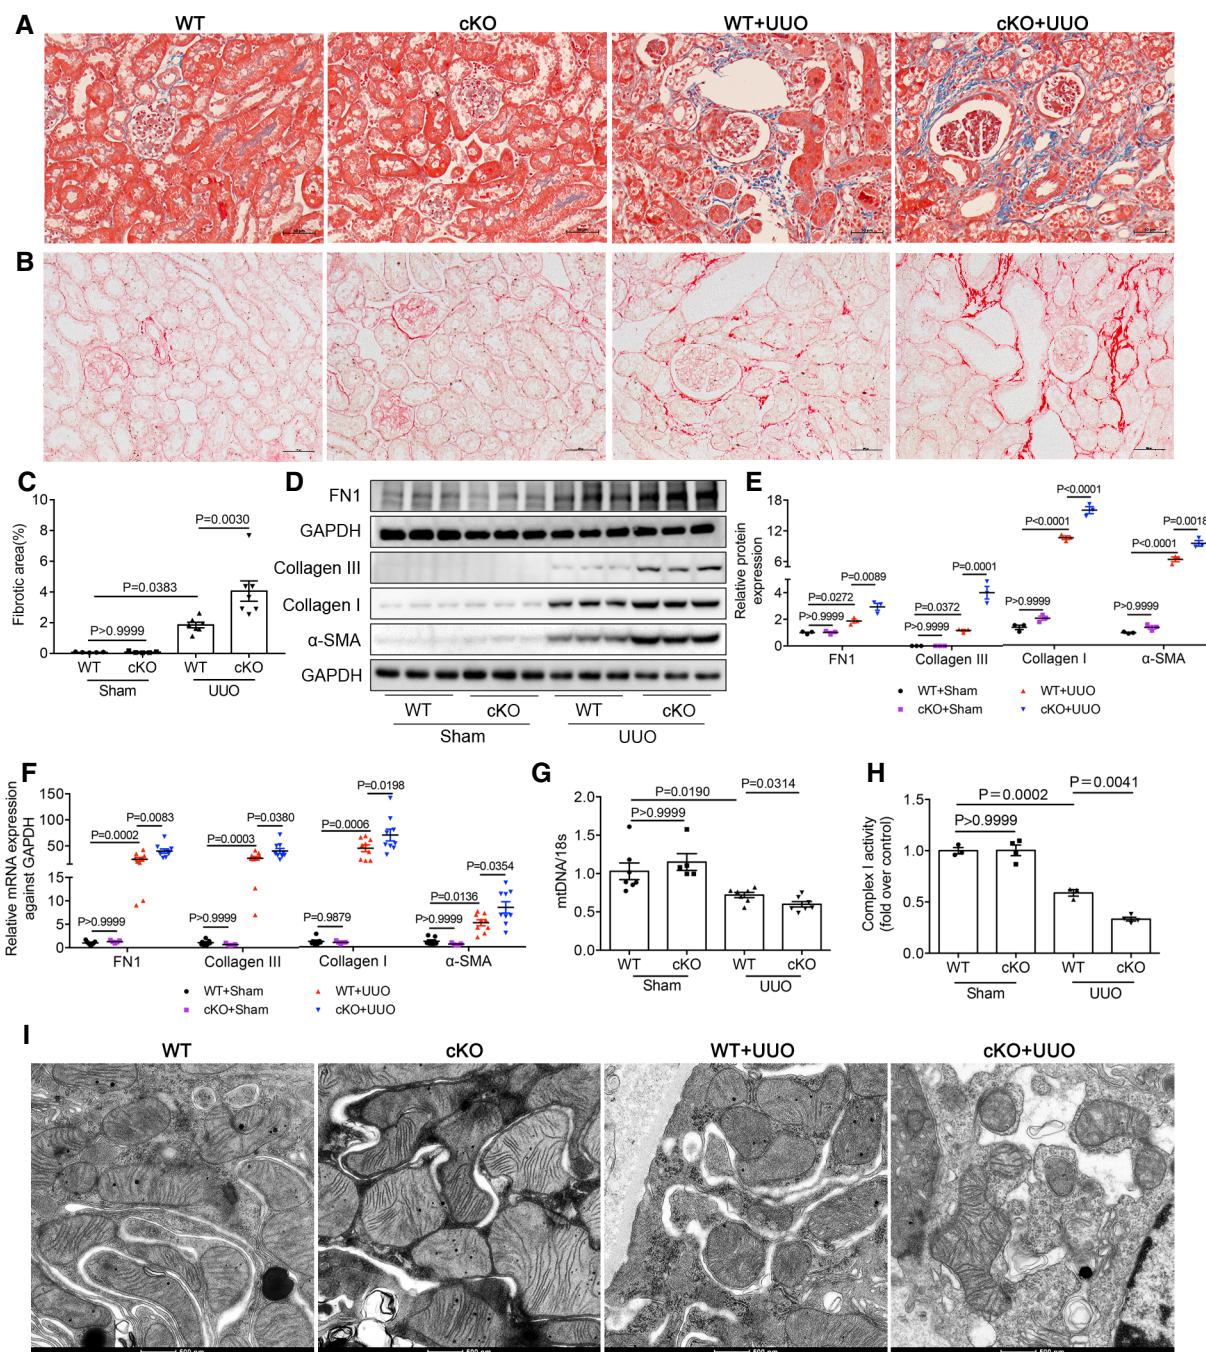 A WT cKO WT+UUO cKO+UUO
B
C
10
8
6
4
2
0
Fibrotic area(%)
P>0.9999
P=0.0383
P=0.0030
WT cKO WT cKO
Sham UUO
D
FN1
GAPDH
Collagen III
Collagen I
α-SMA
GAPDH
WT cKO WT cKO
Sham UUO
E
Relative protein
expression
18
12
6
4
2
0
P=0.0272
P>0.9999
P=0.0089
P=0.0372
P>0.9999
P=0.0001
P<0.0001
P<0.0001
P>0.9999
P=0.0018
P<0.0001
P>0.9999
FN1 Collagen III Collagen I α-SMA
WT+Sham WT+UUO
cKO+Sham cKO+UUO
F
Relative mRNA expression
against GAPDH
150
100
50
15
10
5
0
P=0.0083
P=0.0002
P>0.9999
P=0.0380
P=0.0003
P>0.9999
P=0.0198
P=0.0006
P=0.9879
P=0.0354
P=0.0136
P>0.9999
FN1 Collagen III Collagen I α-SMA
WT+Sham WT+UUO
cKO+Sham cKO+UUO
G
mtDNA/18s
2.0
1.5
1.0
0.5
0.0
P=0.0190
P>0.9999
P=0.0314
WT cKO WT cKO
Sham UUO
H
Complex I activity
(fold over control)
1.5
1.0
0.5
0.0
P=0.0041
P=0.0002
P>0.9999
WT cKO WT cKO
Sham UUO
I WT cKO WT+UUO cKO+UUO